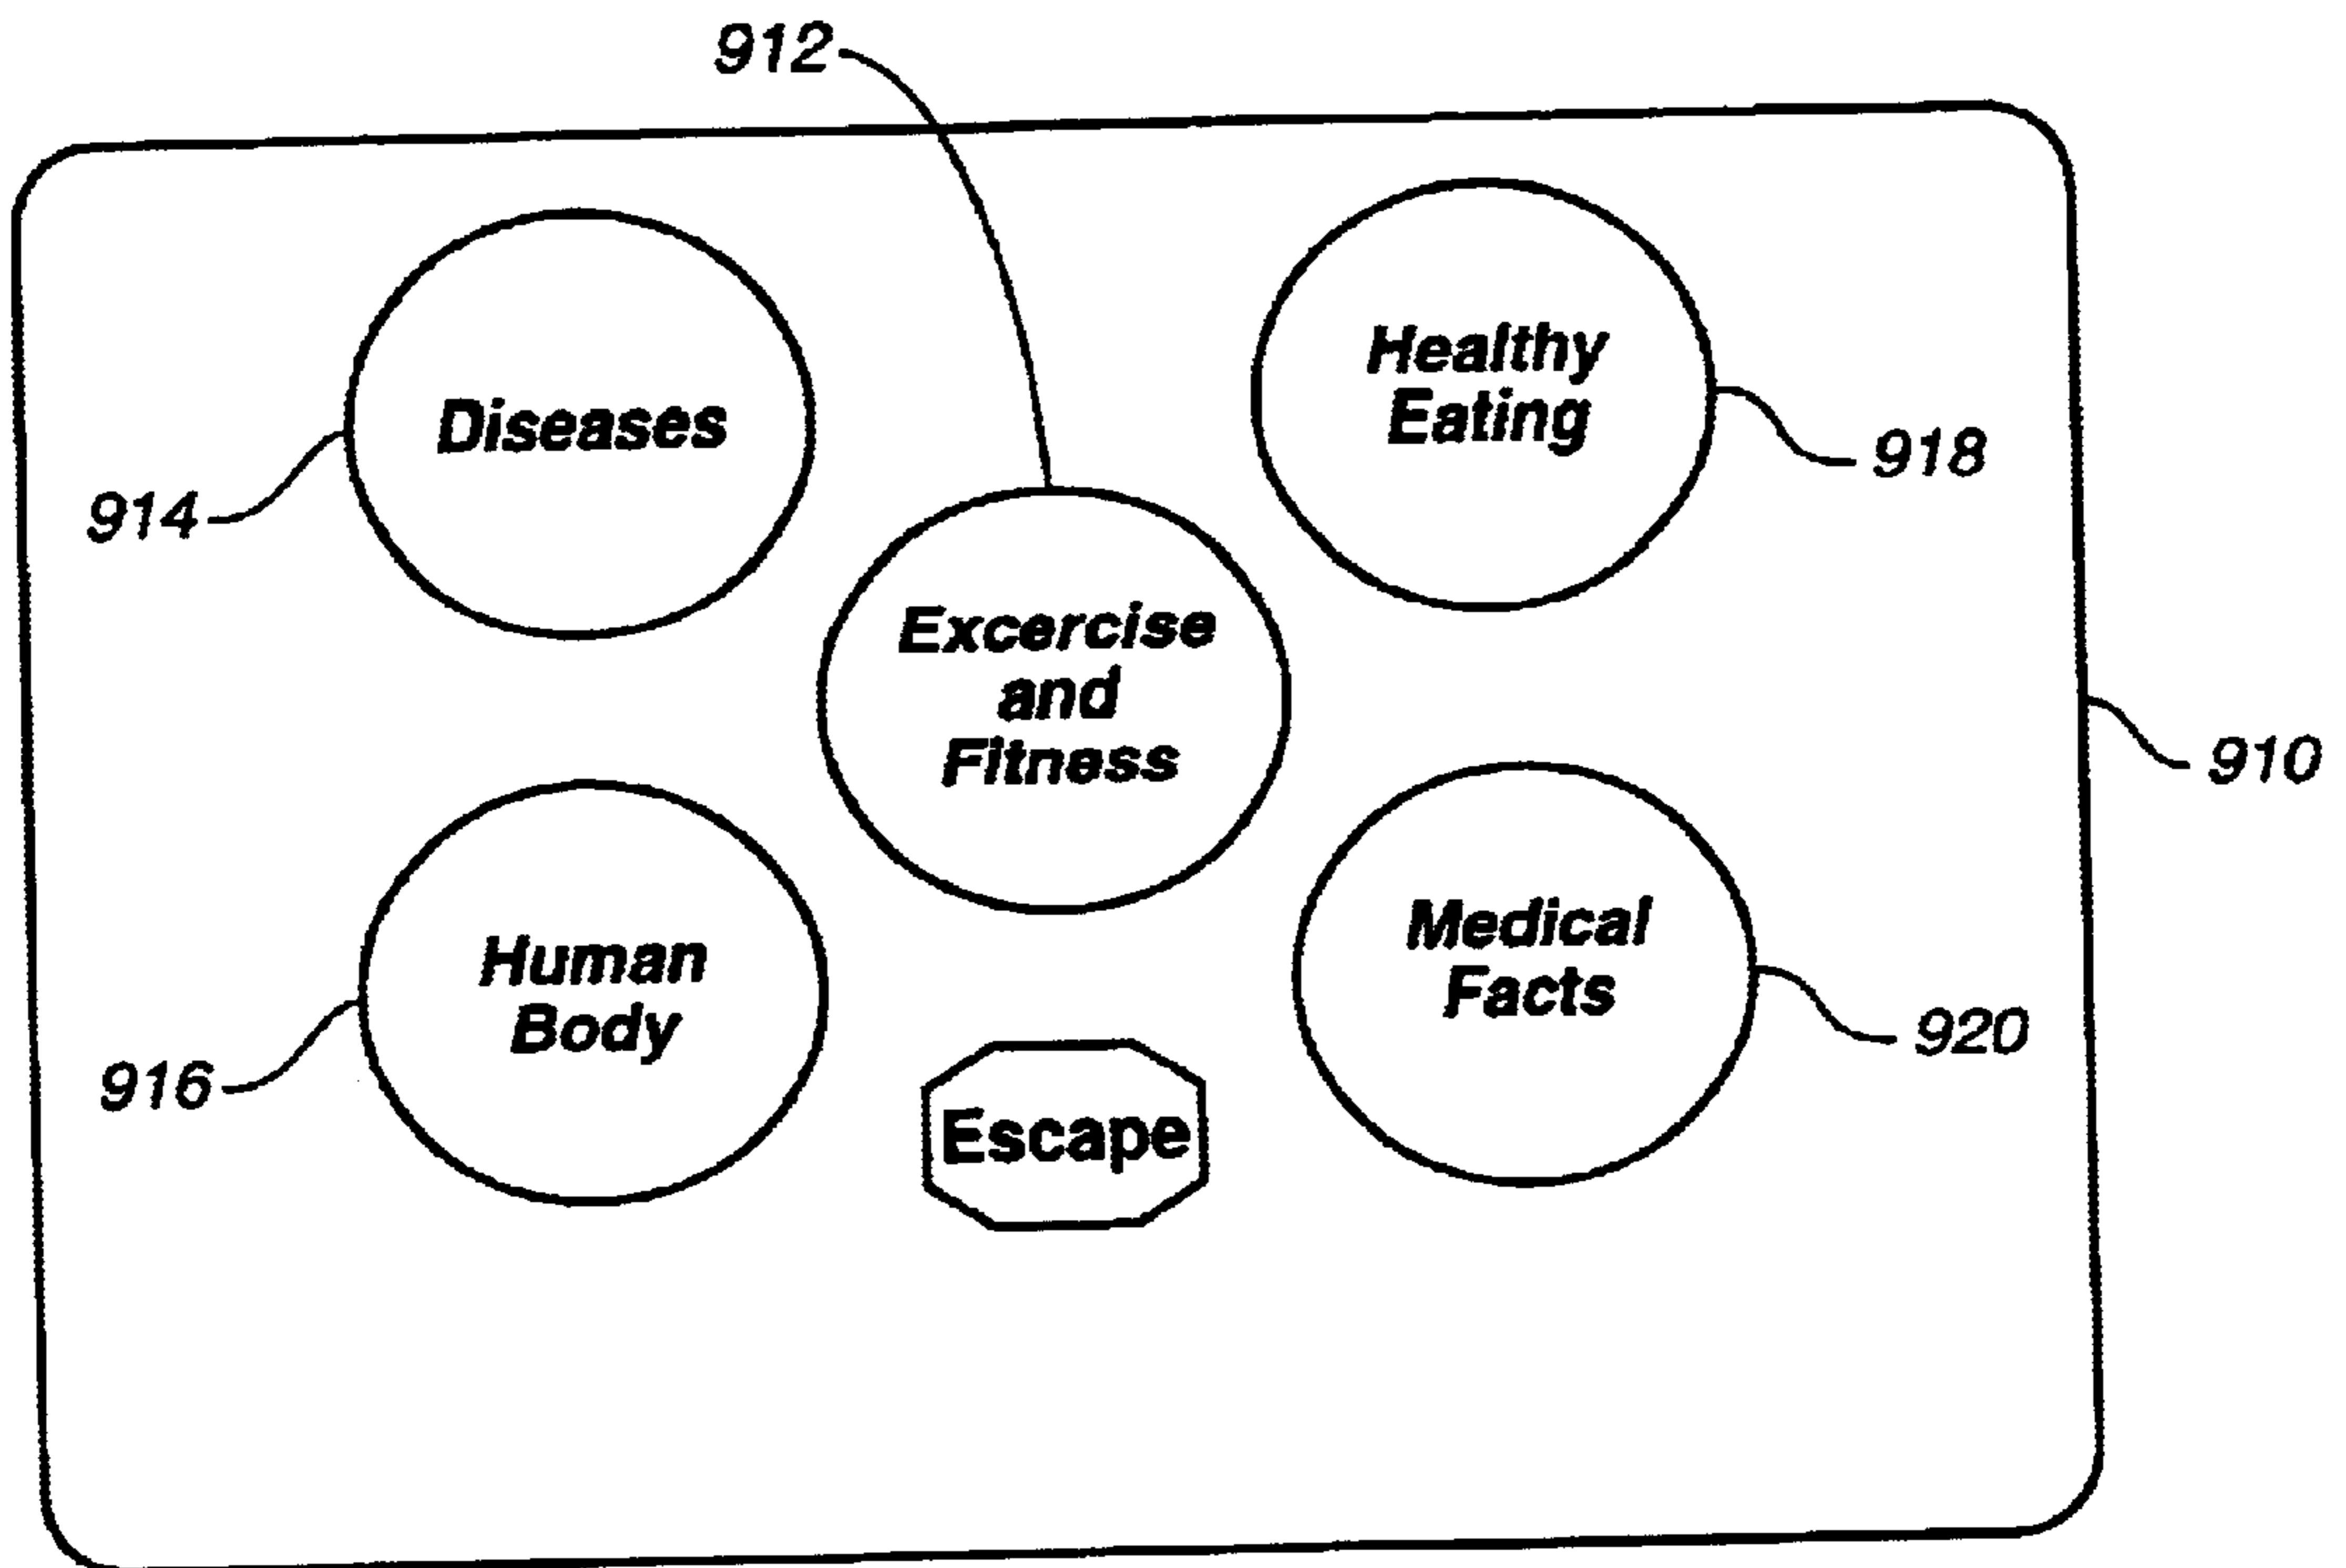 912
Diseases
914
Healthy
Eating
918
Excercise
and
Fitness
910
Human
Body
916
Medical
Facts
920
Escape